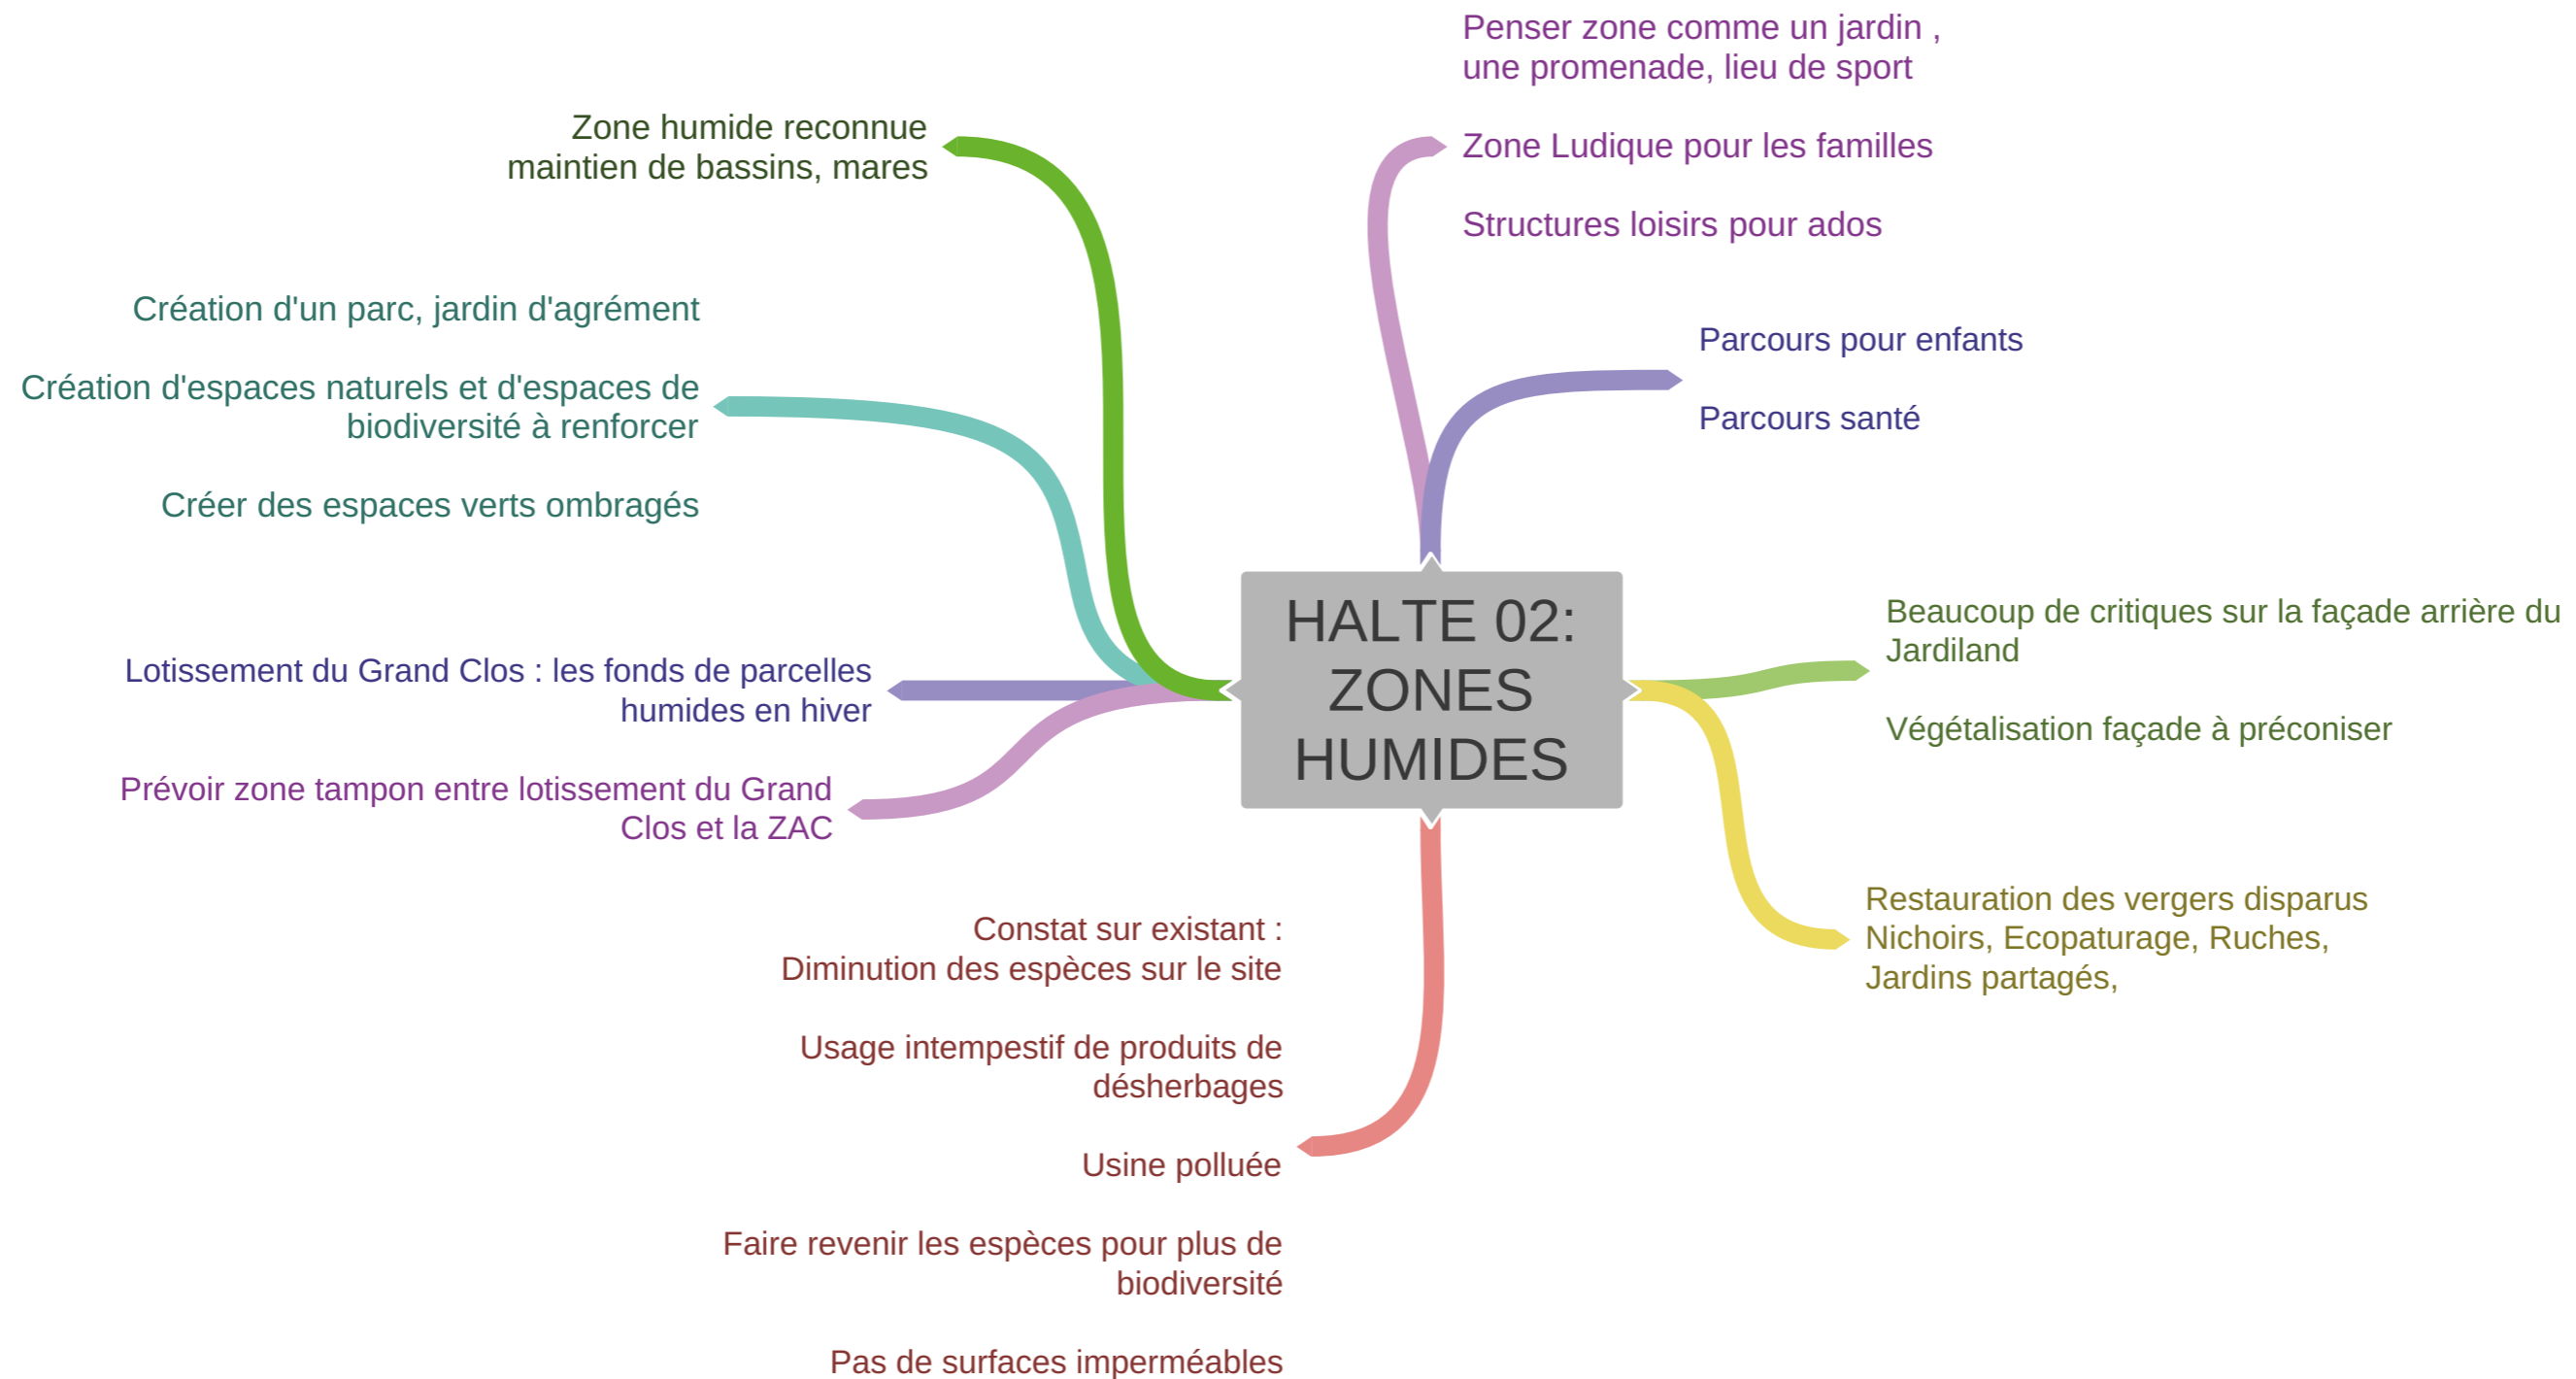 Penser zone comme un jardin ,
une promenade, lieu de sport
Zone Ludique pour les familles
Structures loisirs pour ados
Zone humide reconnue
maintien de bassins, mares
Création d'un parc, jardin d'agrément
Création d'espaces naturels et d'espaces de
biodiversité à renforcer
Créer des espaces verts ombragés
Parcours pour enfants
Parcours santé
HALTE 02:
ZONES
HUMIDES
Lotissement du Grand Clos : les fonds de parcelles
humides en hiver
Prévoir zone tampon entre lotissement du Grand
Clos et la ZAC
Beaucoup de critiques sur la façade arrière du
Jardiland
Végétalisation façade à préconiser
Restauration des vergers disparus
Nichoirs, Ecopaturage, Ruches,
Jardins partagés,
Constat sur existant :
Diminution des espèces sur le site
Usage intempestif de produits de
désherbages
Usine polluée
Faire revenir les espèces pour plus de
biodiversité
Pas de surfaces imperméables